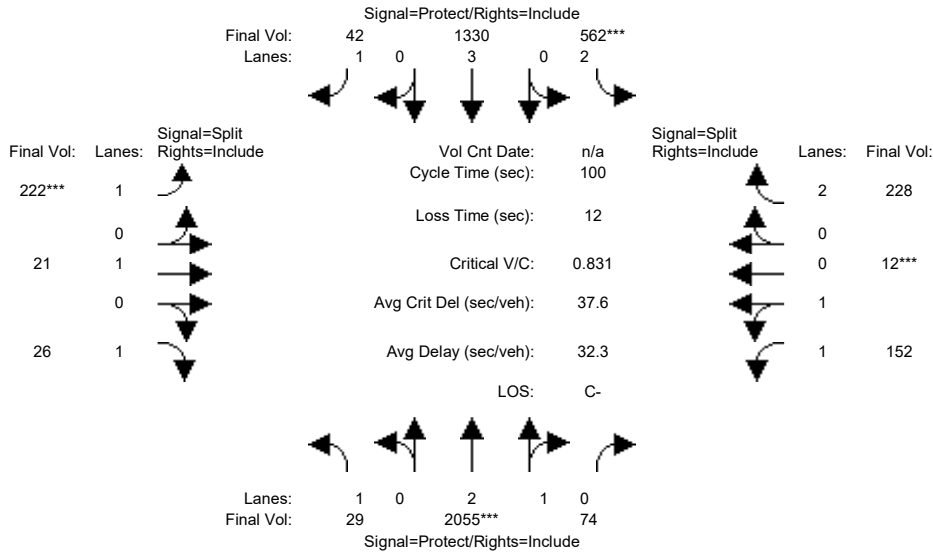 Signal=Protect/Rights=Include
Final Vol: 42 1330 562***
Lanes: 1 0 3 0 2
Signal=Split
Final Vol: Lanes: Rights=Include
Vol Cnt Date: n/a
Signal=Split
Rights=Include Lanes: Final Vol:
Cycle Time (sec): 100
222*** 1
2 228
Loss Time (sec): 12
0
0
21 1
Critical V/C: 0.831
0 12***
0
Avg Crit Del (sec/veh): 37.6
1
26 1
Avg Delay (sec/veh): 32.3
1 152
LOS: C-
Lanes: 1 0 2 1 0
Final Vol: 29 2055*** 74
Signal=Protect/Rights=Include